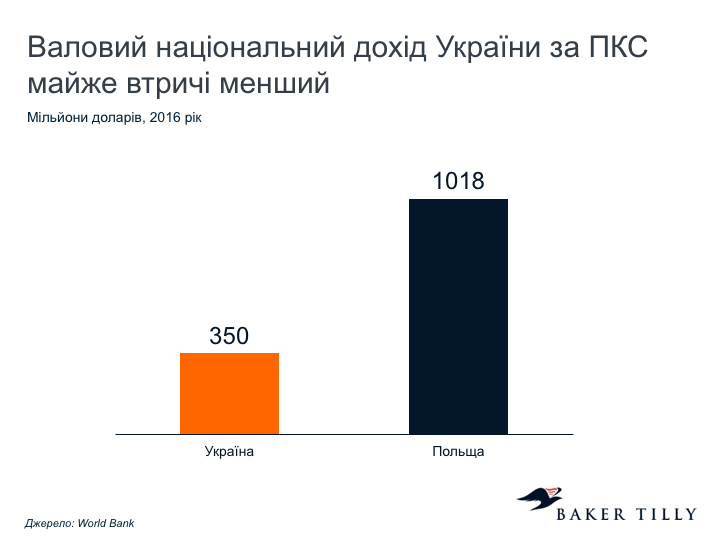 Валовий національний дохід України за ПКС
майже втричі менший
Мільйони доларів, 2016 рік
1018
350
Україна
Польща
BAKER TILLY
Джерело: World Bank